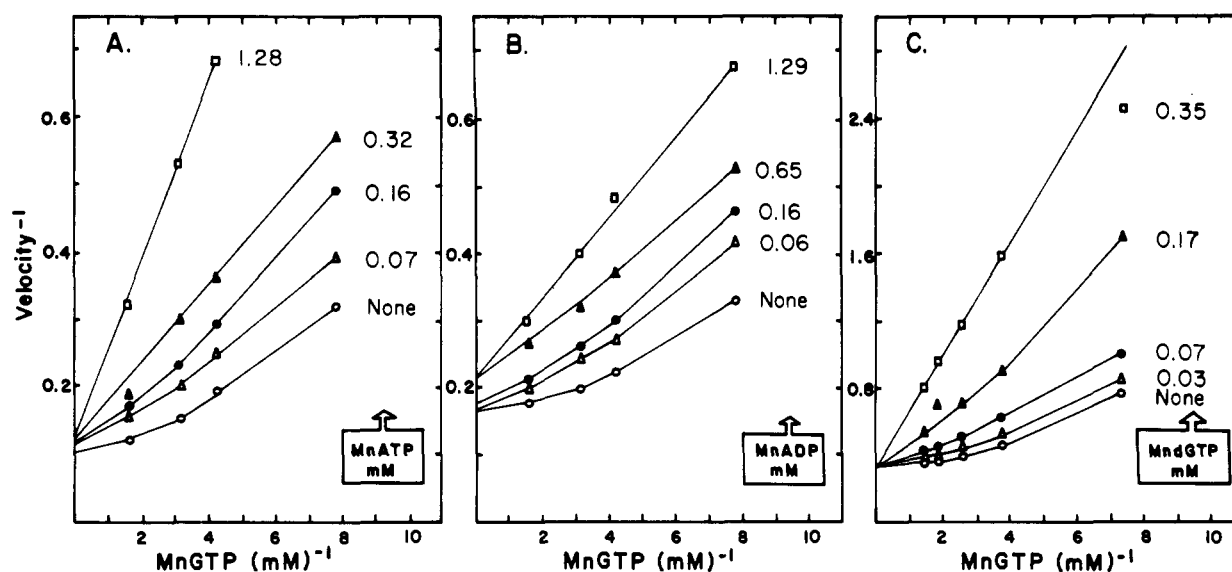 A.
1.28
0.32
0.16
0.07
None
MnATP
mM
Velocity⁻¹
0.6
0.4
0.2
2 4 6 8 10
MnGTP (mM)⁻¹
B.
1.29
0.65
0.16
0.06
None
MnADP
mM
0.6
0.4
0.2
2 4 6 8 10
MnGTP (mM)⁻¹
C.
0.35
0.17
0.07
0.03
None
MndGTP
mM
2.4
1.6
0.8
2 4 6 8 10
MnGTP (mM)⁻¹